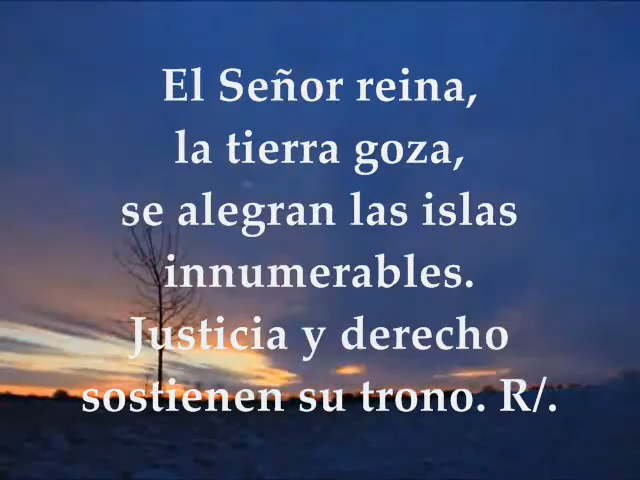 El Señor reina,
la tierra goza,
se alegran las islas
innumerables.
Justicia y derecho
sostienen su trono. R/.